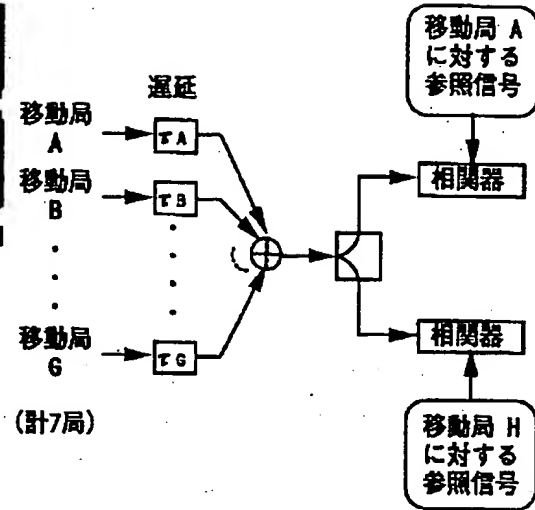 移動局 A
に対する
参照信号
遅延
移動局
A
τA
相関器
移動局
B
τB
移動局
G
τG
相関器
(計7局)
移動局 H
に対する
参照信号